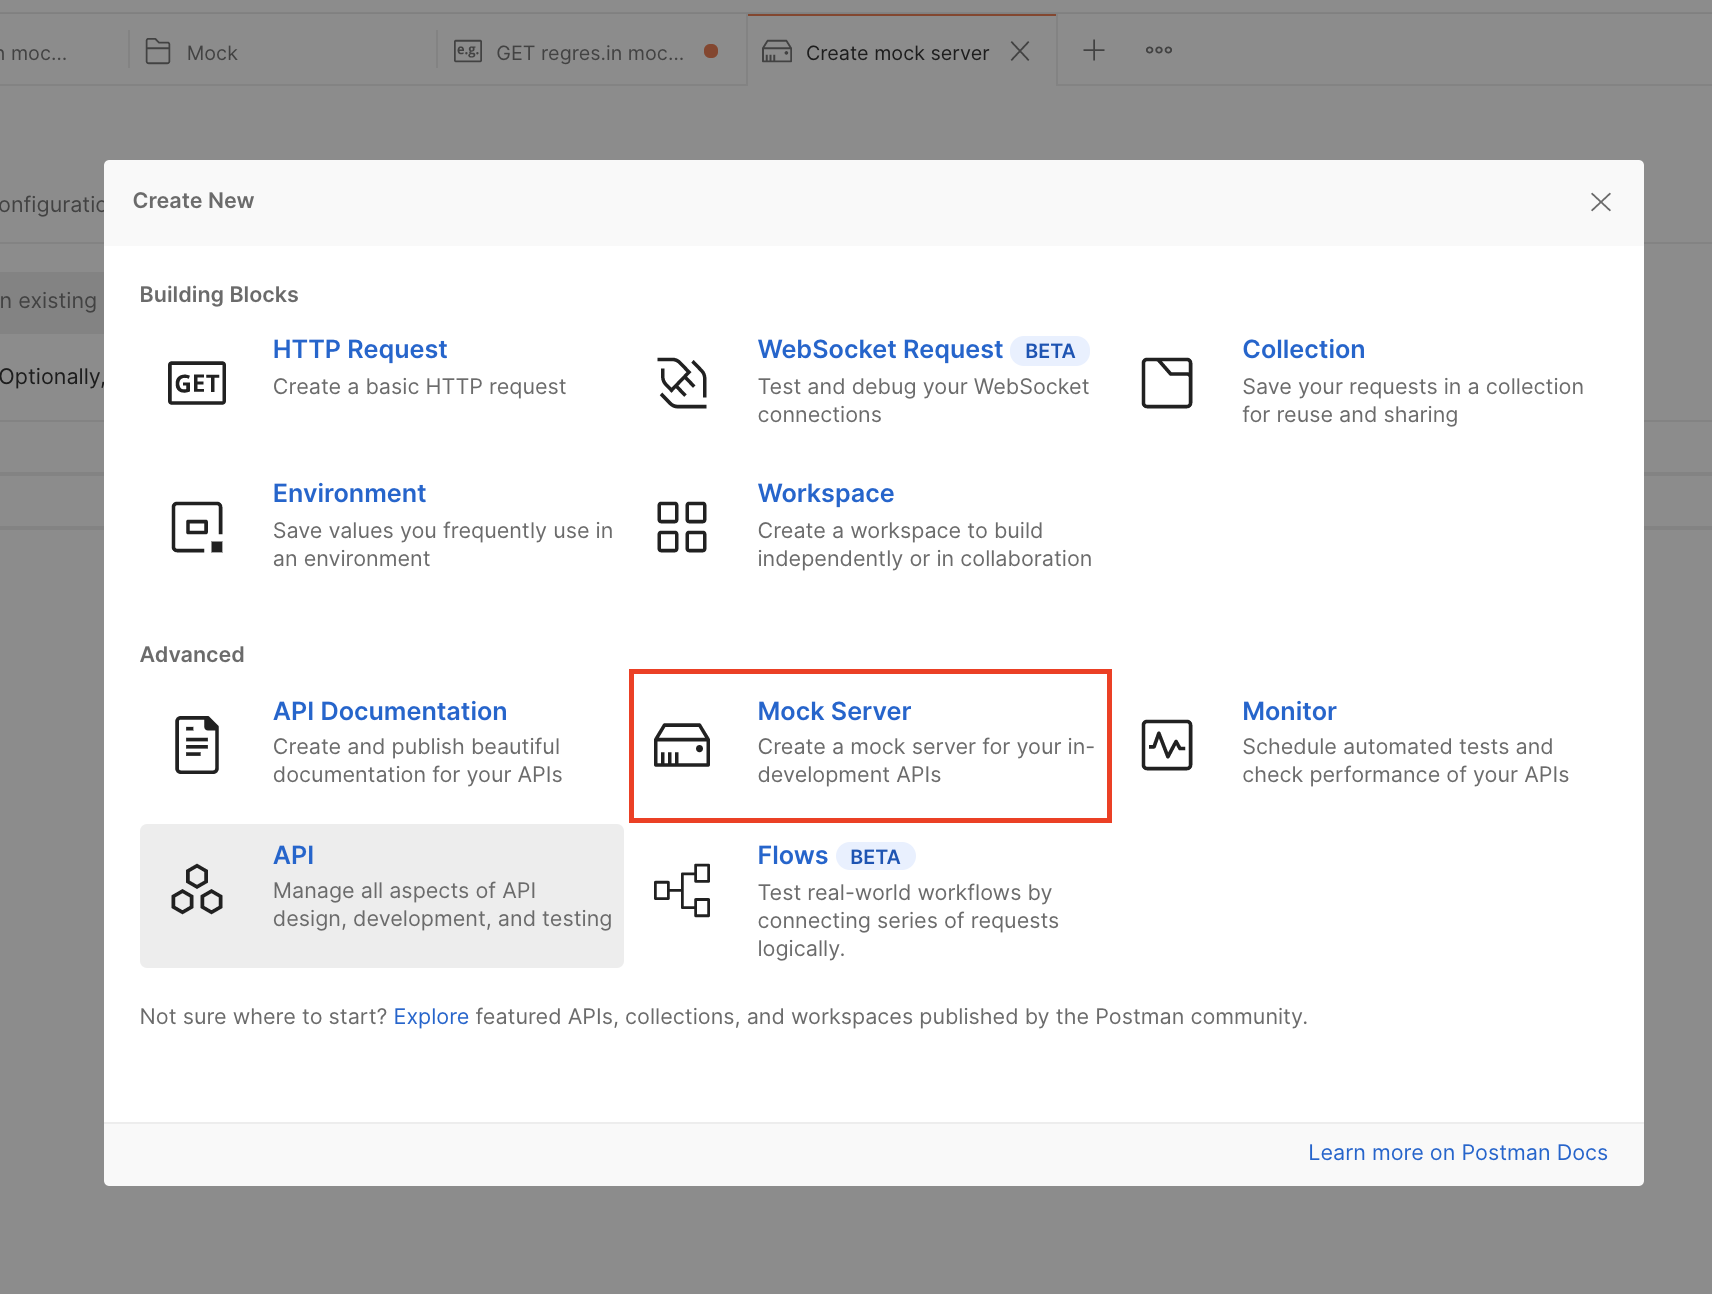 moc...
Mock
e.g.
GET regres.in moc...
Create mock server
Create New
onfiguratio
n existing
Optionally,
Building Blocks
GET
HTTP Request
Create a basic HTTP request
WebSocket Request BETA
Test and debug your WebSocket
connections
Collection
Save your requests in a collection
for reuse and sharing
Environment
Save values you frequently use in
an environment
Workspace
Create a workspace to build
independently or in collaboration
Advanced
API Documentation
Create and publish beautiful
documentation for your APIs
Mock Server
Create a mock server for your in-
development APIs
Monitor
Schedule automated tests and
check performance of your APIs
API
Manage all aspects of API
design, development, and testing
Flows BETA
Test real-world workflows by
connecting series of requests
logically.
Not sure where to start? Explore featured APIs, collections, and workspaces published by the Postman community.
Learn more on Postman Docs